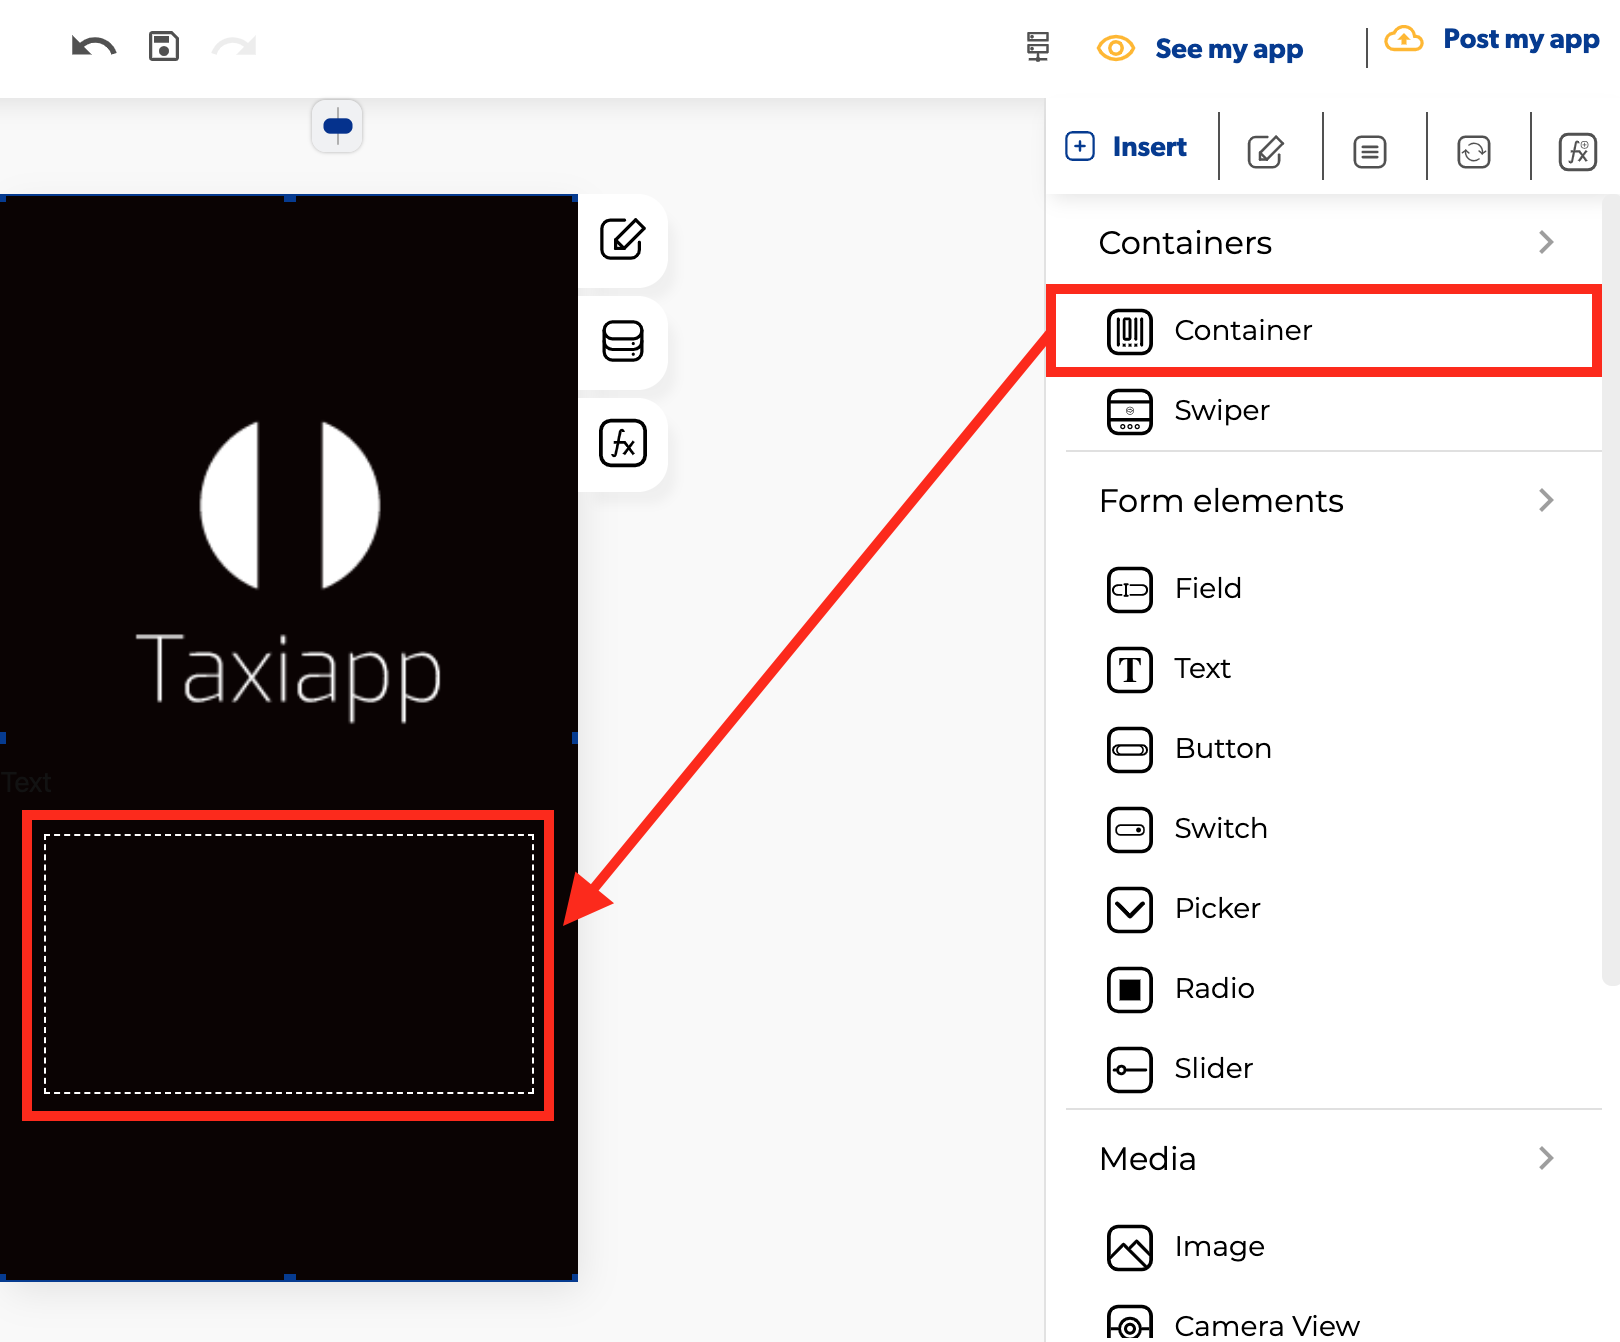 See my app
Post my app
Insert
Containers
Container
Swiper
Form elements
Field
Text
Button
Switch
Picker
Radio
Slider
Media
Image
Camera View
Taxiapp
Text